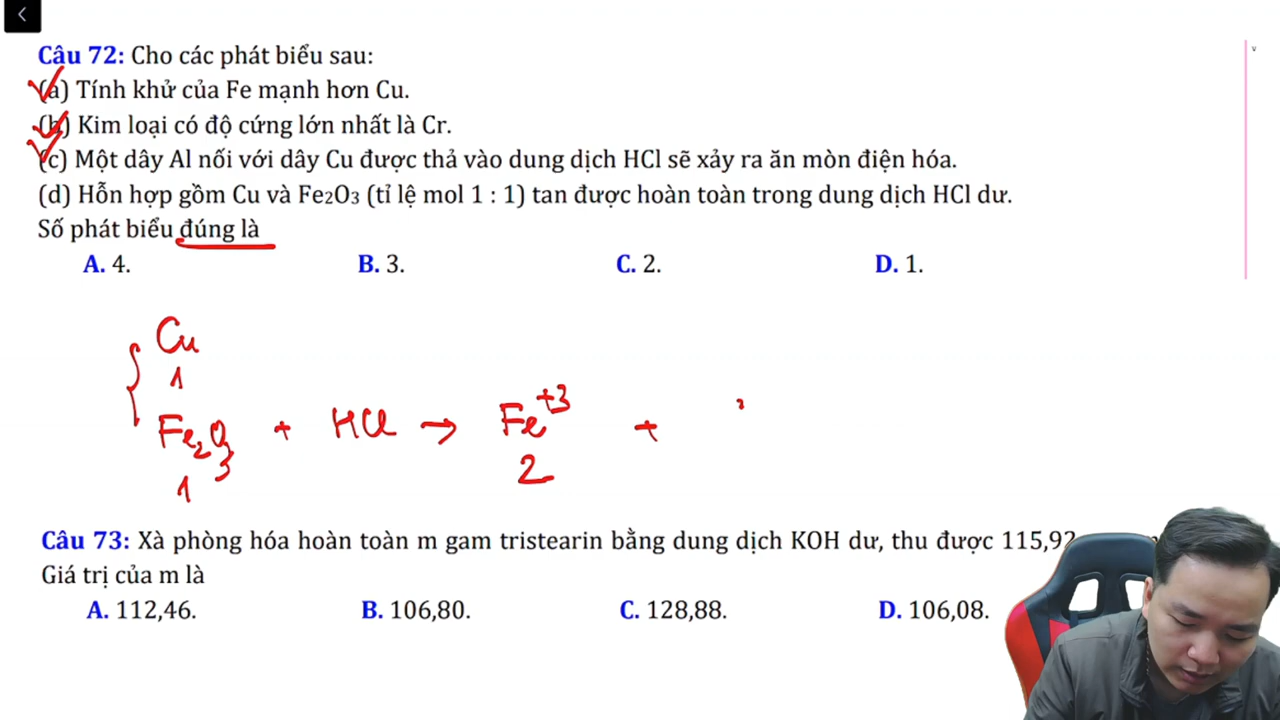 Câu 72: Cho các phát biểu sau:
(a) Tính khử của Fe mạnh hơn Cu.
(b) Kim loại có độ cứng lớn nhất là Cr.
(c) Một dây Al nối với dây Cu được thả vào dung dịch HCl sẽ xảy ra ăn mòn điện hóa.
(d) Hỗn hợp gồm Cu và Fe₂O₃ (tỉ lệ mol 1 : 1) tan được hoàn toàn trong dung dịch HCl dư.
Số phát biểu đúng là
A. 4. B. 3. C. 2. D. 1.
Cu
1
Fe₂O₃ + HCl → Fe⁺³ +
1 2
Câu 73: Xà phòng hóa hoàn toàn m gam tristearin bằng dung dịch KOH dư, thu được 115,92
Giá trị của m là
A. 112,46. B. 106,80. C. 128,88. D. 106,08.